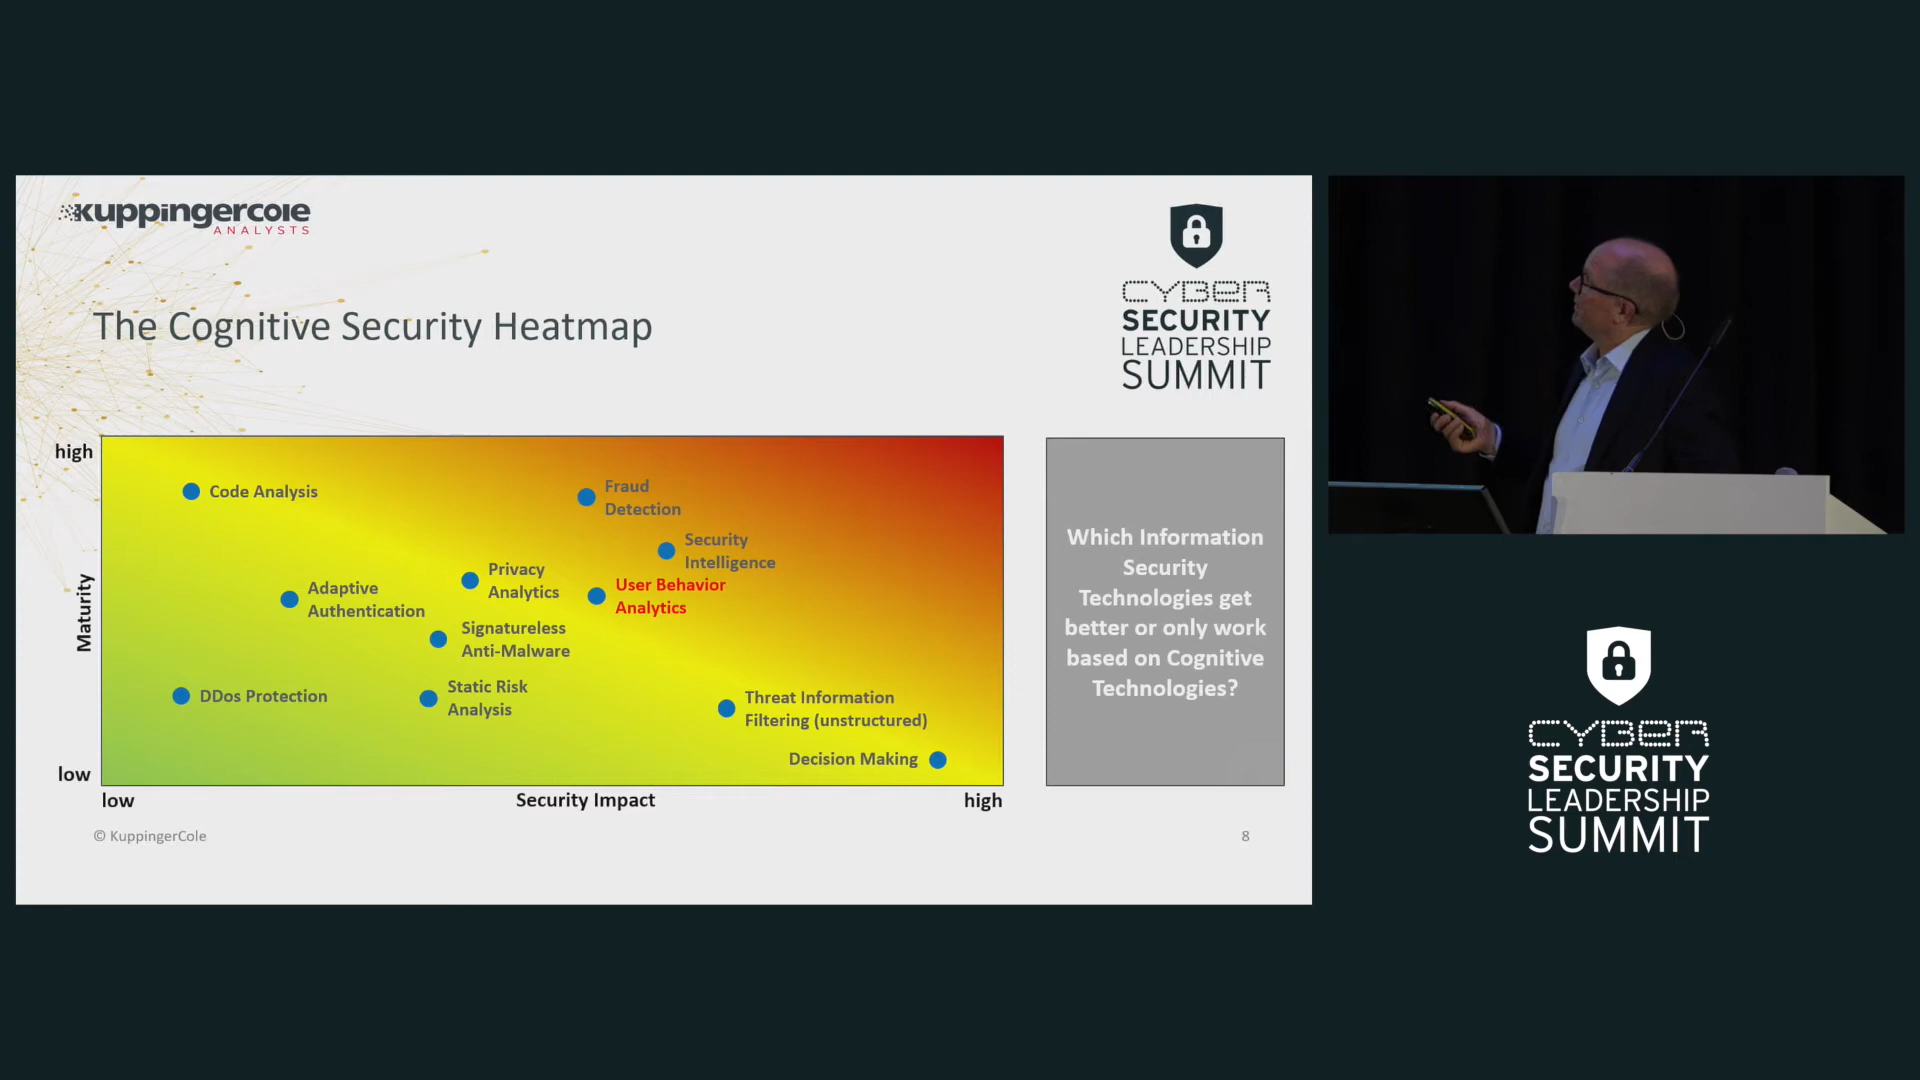 kuppingercole
ANALYSTS
CYBER
SECURITY
LEADERSHIP
SUMMIT
The Cognitive Security Heatmap
high
Maturity
low
Code Analysis
Fraud
Detection
Security
Intelligence
Privacy
Analytics
User Behavior
Analytics
Adaptive
Authentication
Signatureless
Anti-Malware
DDos Protection
Static Risk
Analysis
Threat Information
Filtering (unstructured)
Decision Making
low
Security Impact
high
Which Information
Security
Technologies get
better or only work
based on Cognitive
Technologies?
© KuppingerCole
8
CYBER
SECURITY
LEADERSHIP
SUMMIT